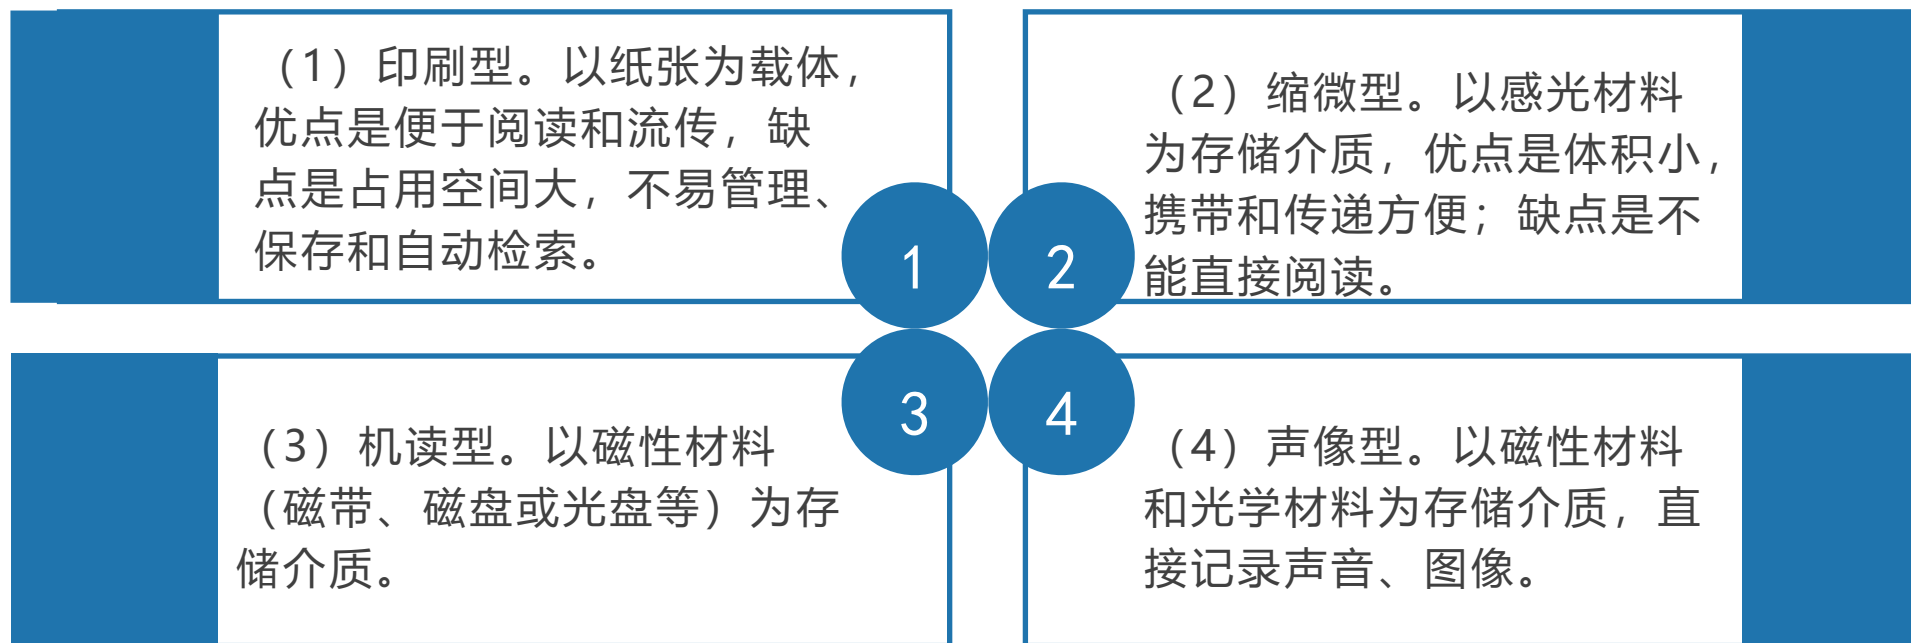 （1）印刷型。以纸张为载体，
优点是便于阅读和流传，缺
点是占用空间大，不易管理、
保存和自动检索。
1
（2）缩微型。以感光材料
为存储介质，优点是体积小，
携带和传递方便；缺点是不
能直接阅读。
2
（3）机读型。以磁性材料
（磁带、磁盘或光盘等）为存
储介质。
3
（4）声像型。以磁性材料
和光学材料为存储介质，直
接记录声音、图像。
4